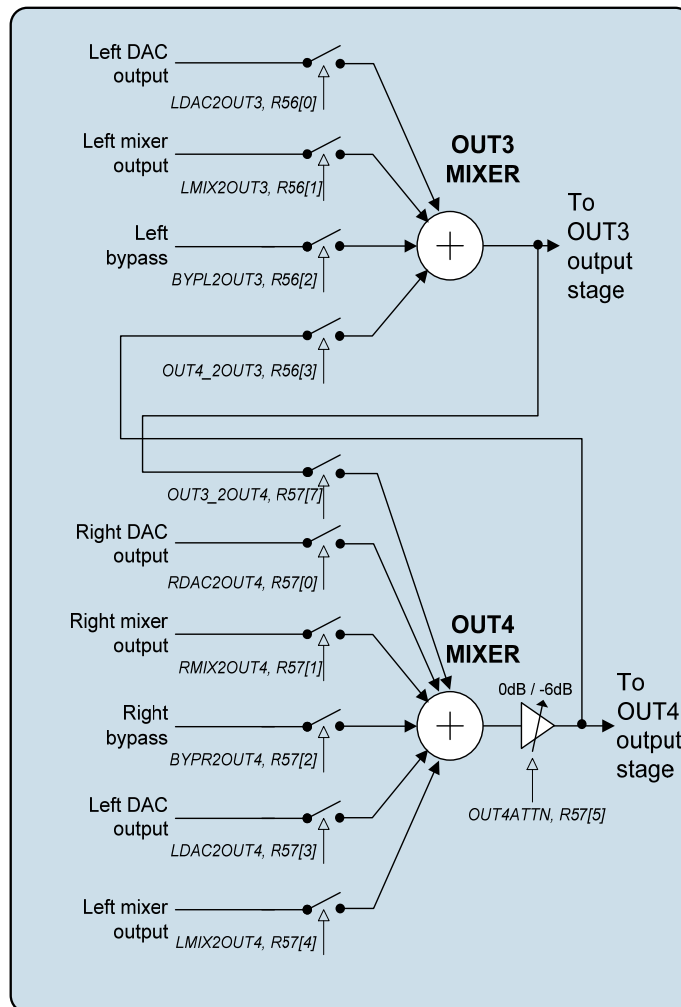 Left DAC
output
LDAC2OUT3, R56[0]
Left mixer
output
LMIX2OUT3, R56[1]
OUT3
MIXER
Left
bypass
BYPL2OUT3, R56[2]
To
OUT3
output
stage
OUT4_2OUT3, R56[3]
OUT3_2OUT4, R57[7]
Right DAC
output
RDAC2OUT4, R57[0]
Right mixer
output
RMIX2OUT4, R57[1]
OUT4
MIXER
Right
bypass
BYPR2OUT4, R57[2]
0dB / -6dB
To
OUT4
output
stage
OUT4ATTN, R57[5]
Left DAC
output
LDAC2OUT4, R57[3]
Left mixer
output
LMIX2OUT4, R57[4]